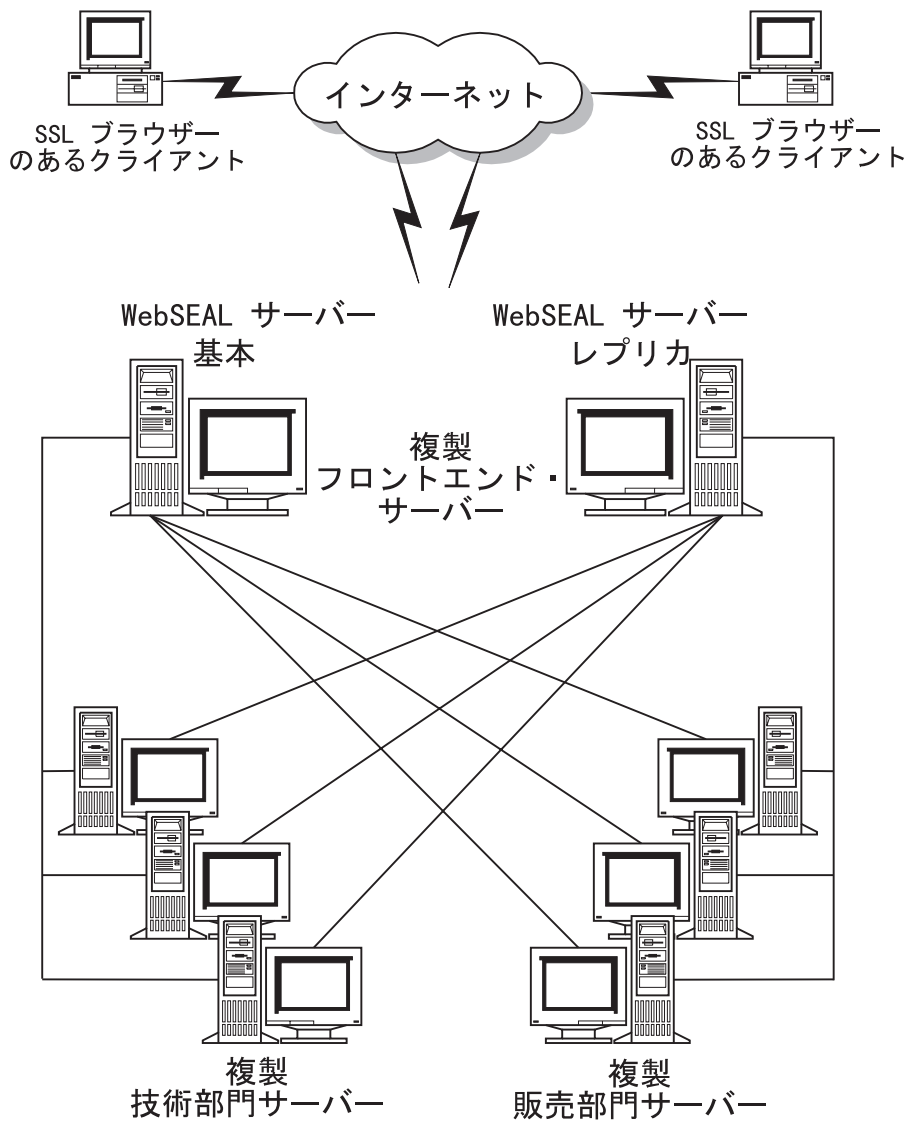 インターネット
SSL ブラウザー
のあるクライアント
SSL ブラウザー
のあるクライアント
WebSEAL サーバー
基本
WebSEAL サーバー
レプリカ
複製
フロントエンド・
サーバー
複製
技術部門サーバー
複製
販売部門サーバー